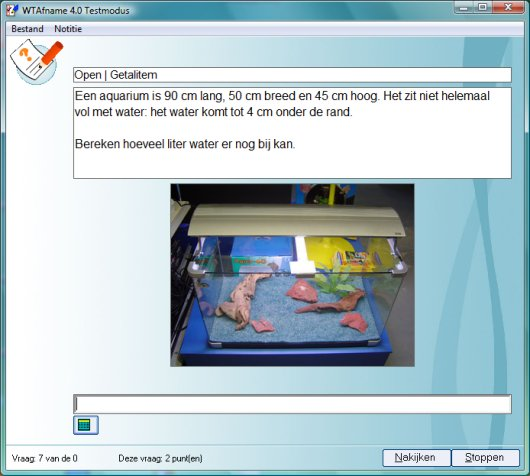 WTAfname 4.0 Testmodus
Bestand Notitie
Open | Getalitem
Een aquarium is 90 cm lang, 50 cm breed en 45 cm hoog. Het zit niet helemaal
vol met water: het water komt tot 4 cm onder de rand.
Bereken hoeveel liter water er nog bij kan.
Vraag: 7 van de 0
Deze vraag: 2 punt(en)
Nakijken
Stoppen